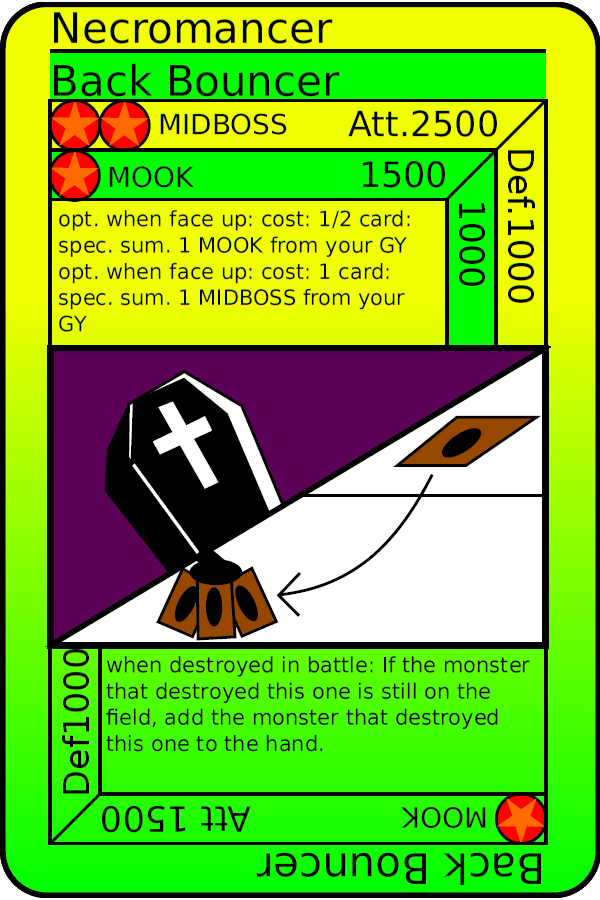 Necromancer
Back Bouncer
MIDBOSS Att.2500
MOOK 1500
Def.1000
1000
opt. when face up: cost: 1/2 card:
spec. sum. 1 MOOK from your GY
opt. when face up: cost: 1 card:
spec. sum. 1 MIDBOSS from your
GY
Def1000
when destroyed in battle: If the monster
that destroyed this one is still on the
field, add the monster that destroyed
this one to the hand.
MOOK Att 1500
Back Bouncer